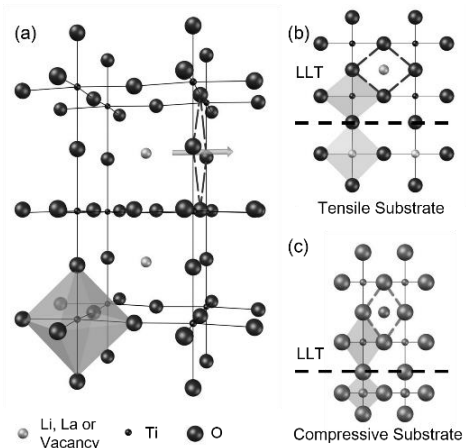 (a)
(b)
LLT
Tensile Substrate
(c)
LLT
Compressive Substrate
Li, La or
Vacancy
Ti
O